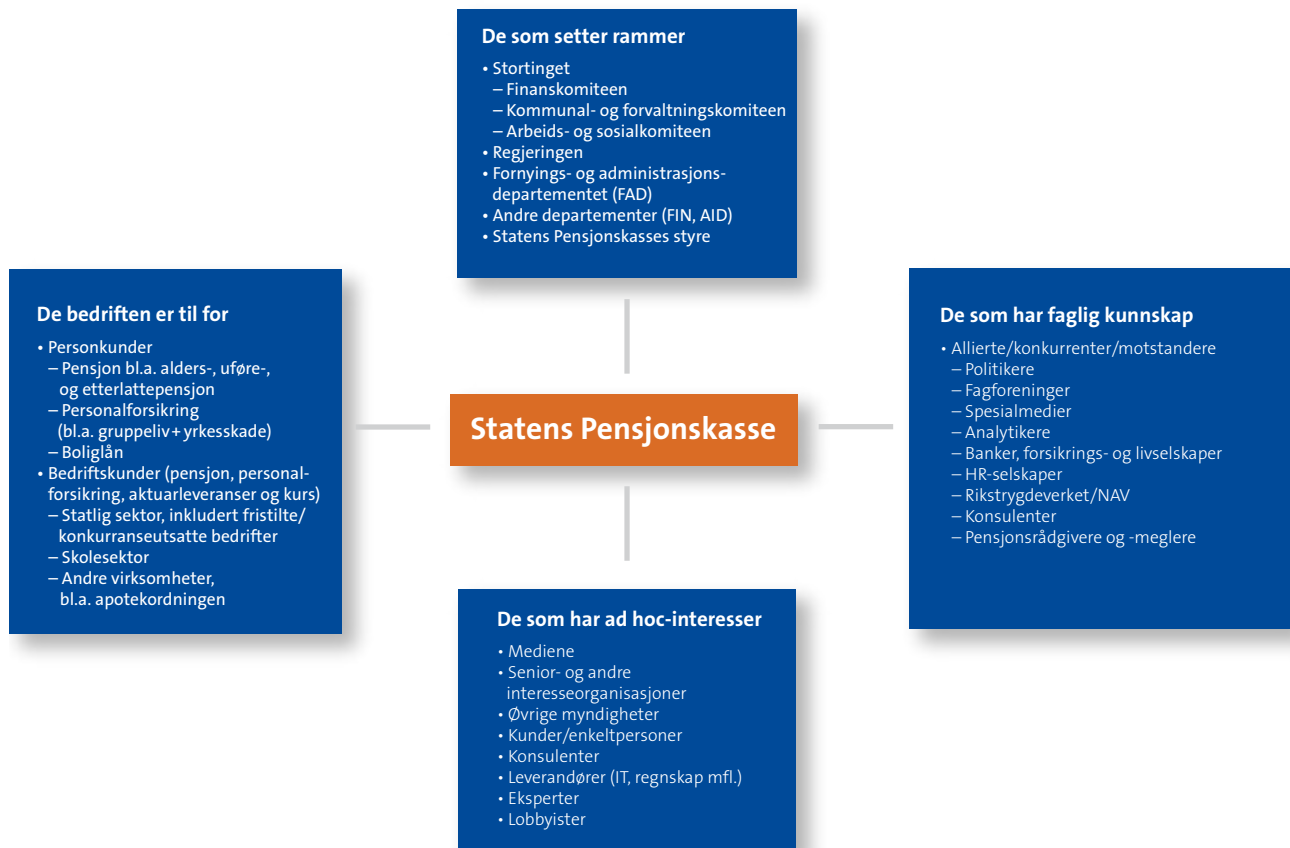 De som setter rammer
• Stortinget
– Finanskomiteen
– Kommunal- og forvaltningskomiteen
– Arbeids- og sosialkomiteen
• Regjeringen
• Fornyings- og administrasjons-
departementet (FAD)
• Andre departementer (FIN, AID)
• Statens Pensjonskasses styre
De bedriften er til for
• Personkunder
– Pensjon bl.a. alders-, uføre-,
og etterlattepensjon
– Personalforsikring
(bl.a. gruppeliv + yrkesskade)
– Boliglån
• Bedriftskunder (pensjon, personal-
forsikring, aktuarleveranser og kurs)
– Statlig sektor, inkludert fristilte/
konkurranseutsatte bedrifter
– Skolesektor
– Andre virksomheter,
bl.a. apotekordningen
Statens Pensjonskasse
De som har faglig kunnskap
• Allierte/konkurrenter/motstandere
– Politikere
– Fagforeninger
– Spesialmedier
– Analytikere
– Banker, forsikrings- og livselskaper
– HR-selskaper
– Rikstrygdeverket/NAV
– Konsulenter
– Pensjonsrådgivere og -meglere
De som har ad hoc-interesser
• Mediene
• Senior- og andre
interesseorganisasjoner
• Øvrige myndigheter
• Kunder/enkeltpersoner
• Konsulenter
• Leverandører (IT, regnskap mfl.)
• Eksperter
• Lobbyister